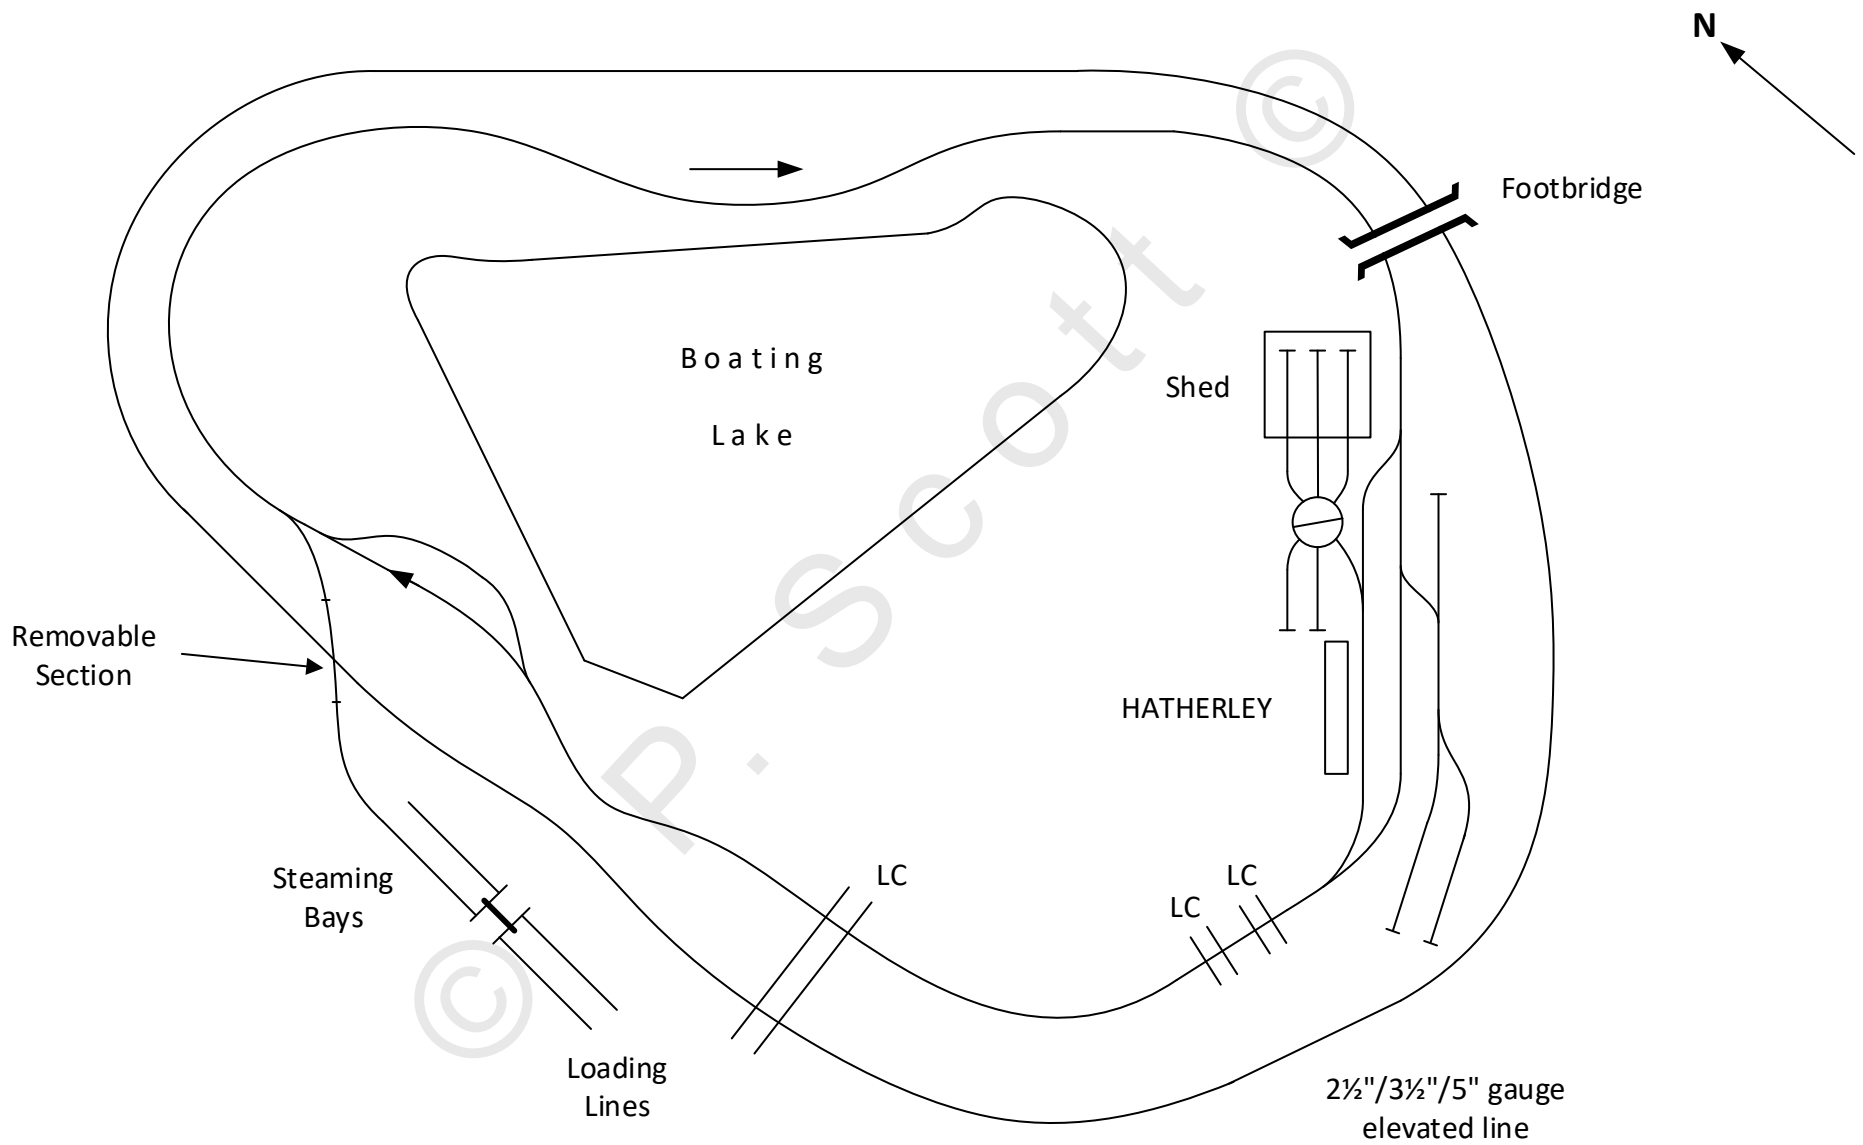 N
Footbridge
Boating
Lake
Shed
Removable
Section
HATHERLEY
Steaming
Bays
LC
LC
LC
Loading
Lines
2½"/3½"/5" gauge
elevated line
© P. Scott ©